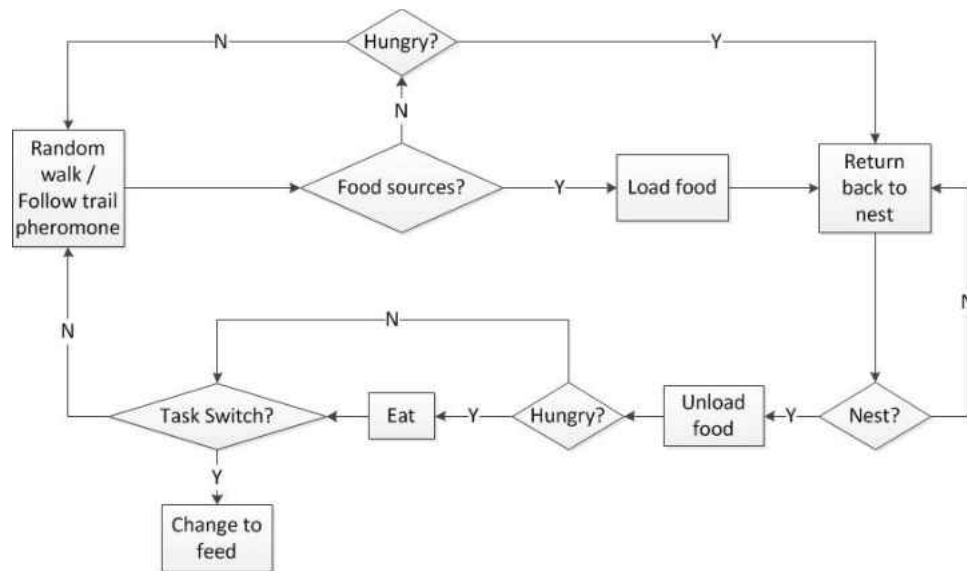 N
Hungry?
Y
N
Random
walk /
Follow trail
pheromone
Food sources?
Y
Load food
Return
back to
nest
N
N
N
Task Switch?
Eat
Y
Hungry?
Unload
food
Y
Nest?
Y
Change to
feed